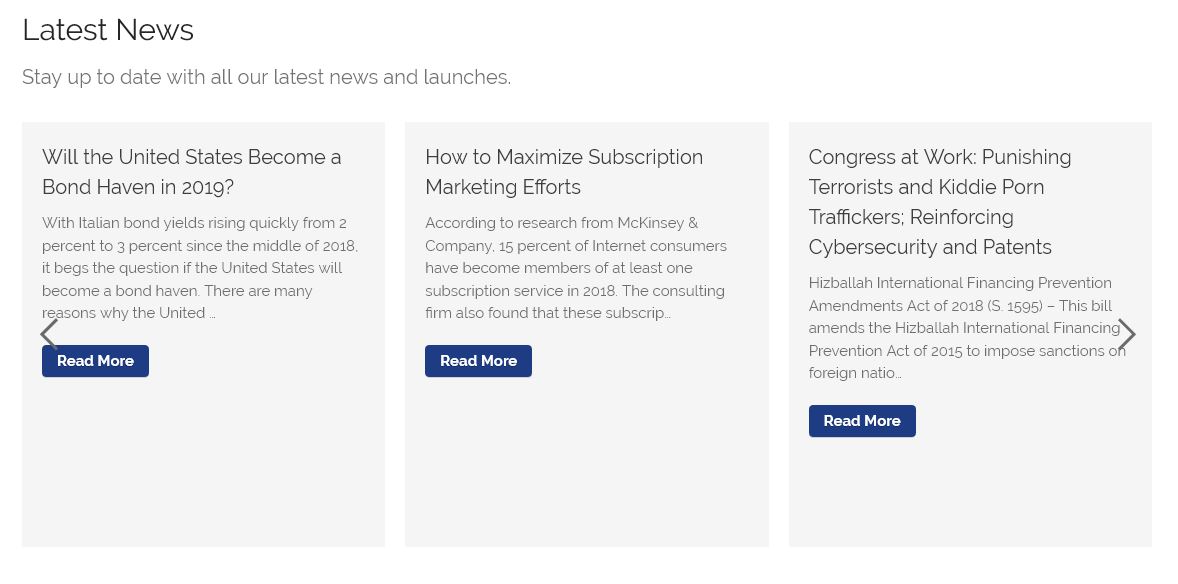 Latest News
Stay up to date with all our latest news and launches.
Will the United States Become a
Bond Haven in 2019?
With Italian bond yields rising quickly from 2
percent to 3 percent since the middle of 2018,
it begs the question if the United States will
become a bond haven. There are many
reasons why the United ...
Read More
How to Maximize Subscription
Marketing Efforts
According to research from McKinsey &
Company, 15 percent of Internet consumers
have become members of at least one
subscription service in 2018. The consulting
firm also found that these subscrip...
Read More
Congress at Work: Punishing
Terrorists and Kiddie Porn
Traffickers; Reinforcing
Cybersecurity and Patents
Hizballah International Financing Prevention
Amendments Act of 2018 (S. 1595) – This bill
amends the Hizballah International Financing
Prevention Act of 2015 to impose sanctions on
foreign natio...
Read More